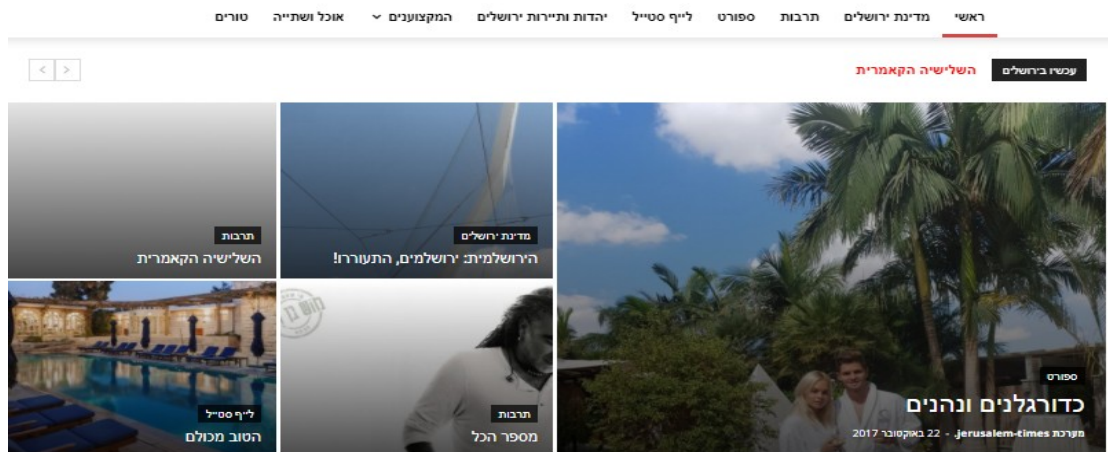 ראשי מדינת ירושלים תרבות ספורט לייף סטייל יהדות ותיירות ירושלים המקצוענים אוכל ושתייה טורים
עכשיו בירושלים השלישיה הקאמרית
ספורט
כדורגלנים ונהנים
מערכת jerusalem-times. - 22 באוקטובר 2017
מדינת ירושלים
הירושלמית: ירושלמים, התעוררו!
תרבות
השלישיה הקאמרית
תרבות
מספר הכל
לייף סטייל
הטוב מכולם